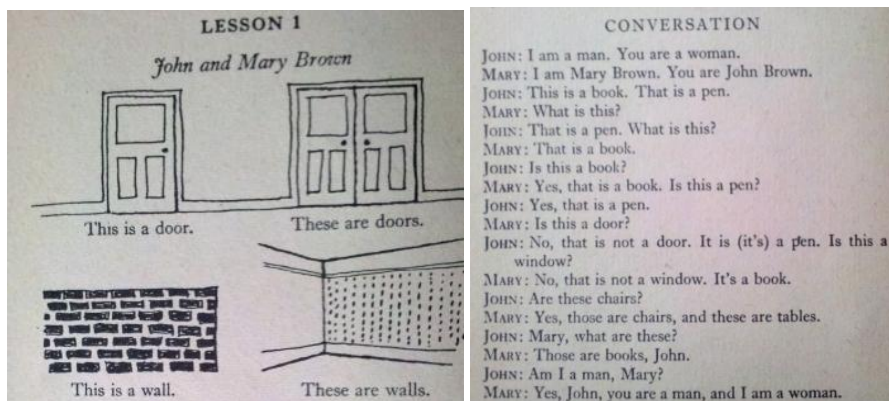 LESSON 1
John and Mary Brown
This is a door.
These are doors.
This is a wall.
These are walls.
CONVERSATION
JOHN: I am a man. You are a woman.
MARY: I am Mary Brown. You are John Brown.
JOHN: This is a book. That is a pen.
MARY: What is this?
JOHN: That is a pen. What is this?
MARY: That is a book.
JOHN: Is this a book?
MARY: Yes, that is a book. Is this a pen?
JOHN: Yes, that is a pen.
MARY: Is this a door?
JOHN: No, that is not a door. It is (it's) a pen. Is this a
window?
MARY: No, that is not a window. It's a book.
JOHN: Are these chairs?
MARY: Yes, those are chairs, and these are tables.
JOHN: Mary, what are these?
MARY: Those are books, John.
JOHN: Am I a man, Mary?
MARY: Yes, John, you are a man, and I am a woman.